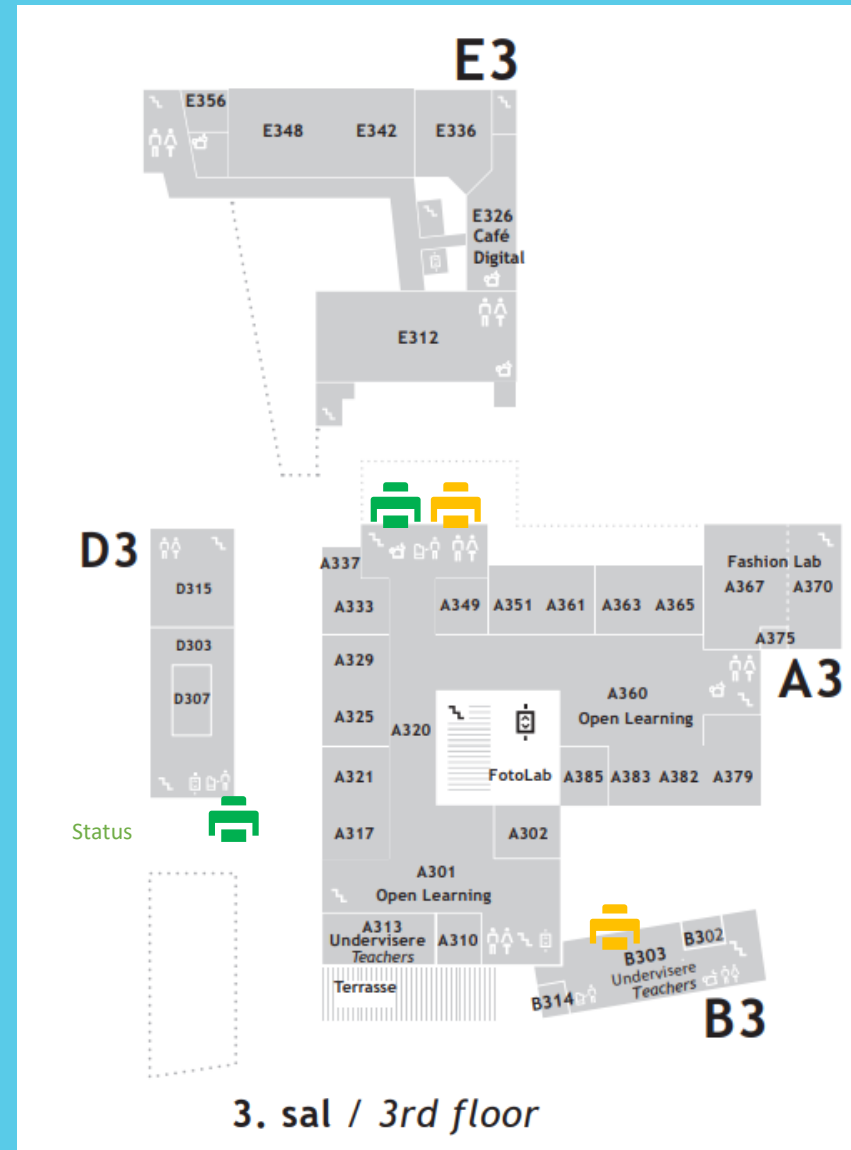 E3
E356
E348
E342
E336
E326
Café
Digital
E312
D3
D315
D303
D307
Status
A337
A333
A349
A351
A361
A363
A365
Fashion Lab
A367
A370
A375
A3
A329
A325
A320
A360
Open Learning
FotoLab
A385
A383
A382
A379
A321
A317
A302
A301
Open Learning
A313
Undervisere
Teachers
A310
Terrasse
B302
B303
Undervisere
Teachers
B314
B3
3. sal / 3rd floor